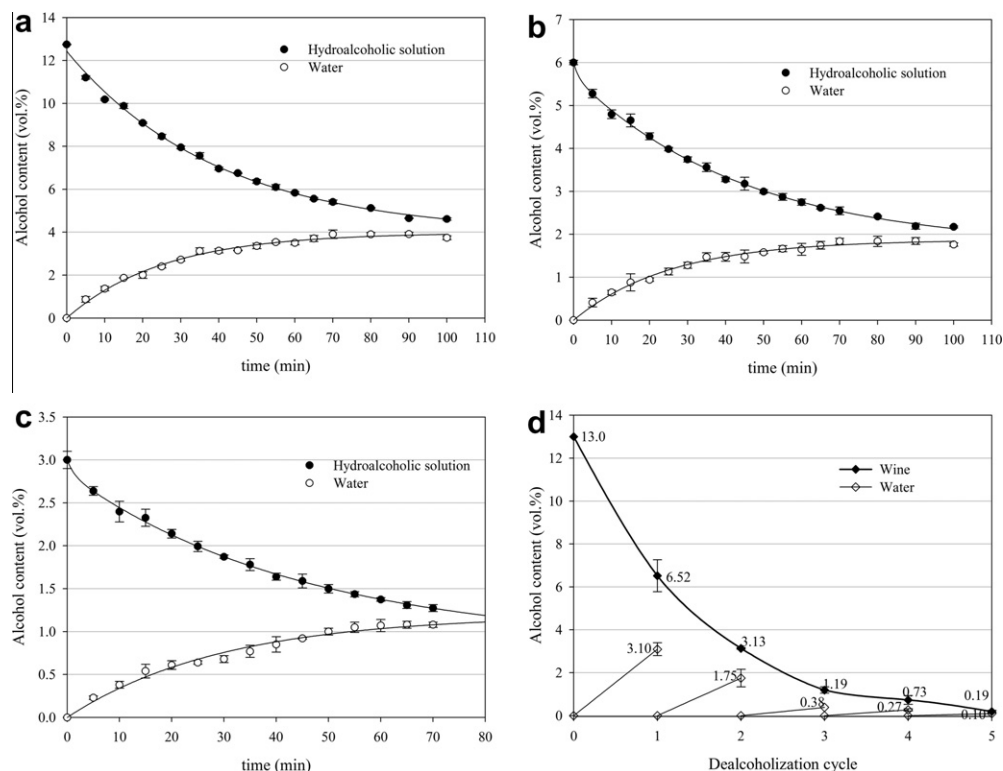 a
14
12
10
8
6
4
2
0
Alcohol content (vol.%)
Hydroalcoholic solution
Water
0 10 20 30 40 50 60 70 80 90 100 110
time (min)
b
6
5
4
3
2
1
0
Alcohol content (vol.%)
Hydroalcoholic solution
Water
0 10 20 30 40 50 60 70 80 90 100 110
time (min)
c
3.5
3.0
2.5
2.0
1.5
1.0
0.5
0.0
Alcohol content (vol.%)
Hydroalcoholic solution
Water
0 10 20 30 40 50 60 70 80
time (min)
d
14
12
10
8
6
4
2
0
Alcohol content (vol.%)
13.0
Wine
Water
6.52
3.10
3.13
1.75
1.19
0.38
0.73
0.27
0.19
0.10
0 1 2 3 4 5
Dealcoholization cycle